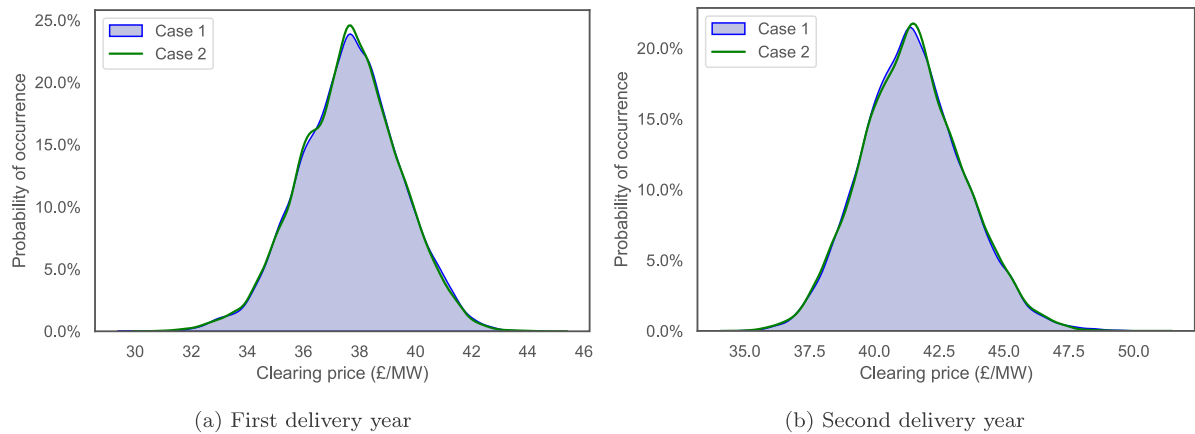 25.0%
20.0%
15.0%
10.0%
5.0%
0.0%
Probability of occurrence
Case 1
Case 2
30 32 34 36 38 40 42 44 46
Clearing price (£/MW)
(a) First delivery year
20.0%
15.0%
10.0%
5.0%
0.0%
Probability of occurrence
Case 1
Case 2
35.0 37.5 40.0 42.5 45.0 47.5 50.0
Clearing price (£/MW)
(b) Second delivery year